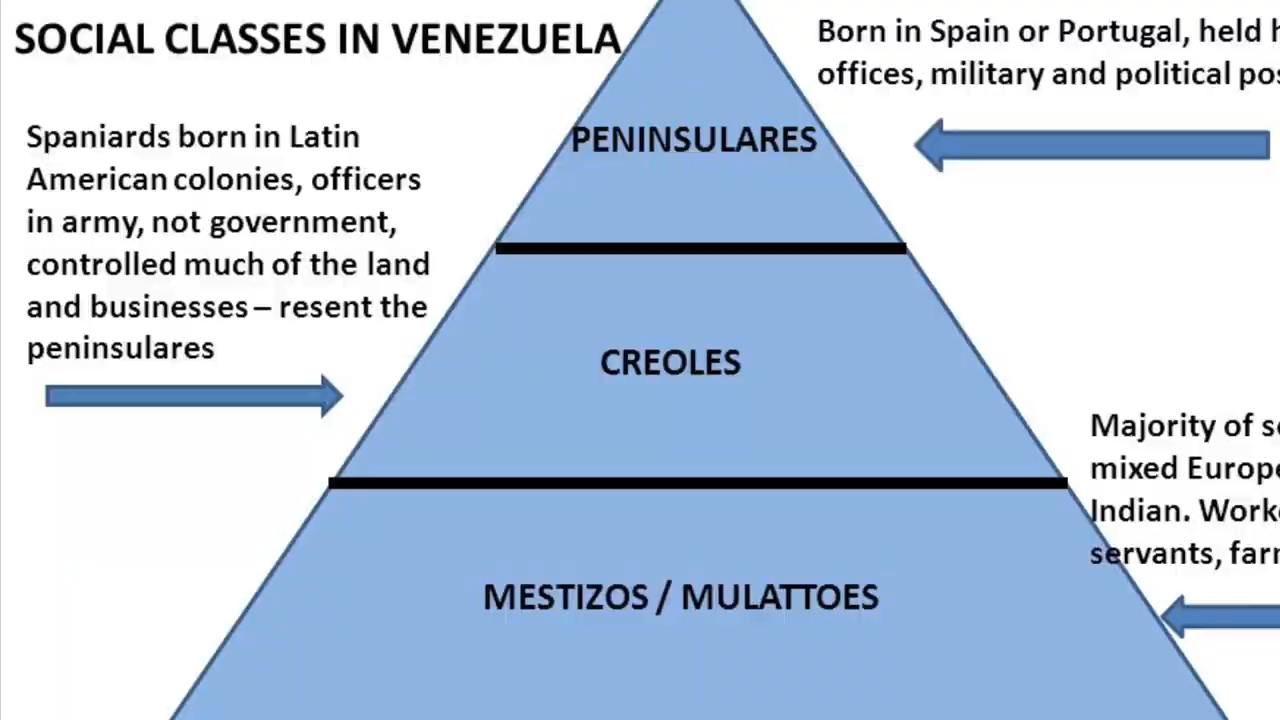 SOCIAL CLASSES IN VENEZUELA
Born in Spain or Portugal, held
offices, military and political
Spaniards born in Latin
American colonies, officers
in army, not government,
controlled much of the land
and businesses – resent the
peninsulares
PENINSULARES
CREOLES
Majority of
mixed
Indian.
servants,
MESTIZOS / MULATTOES